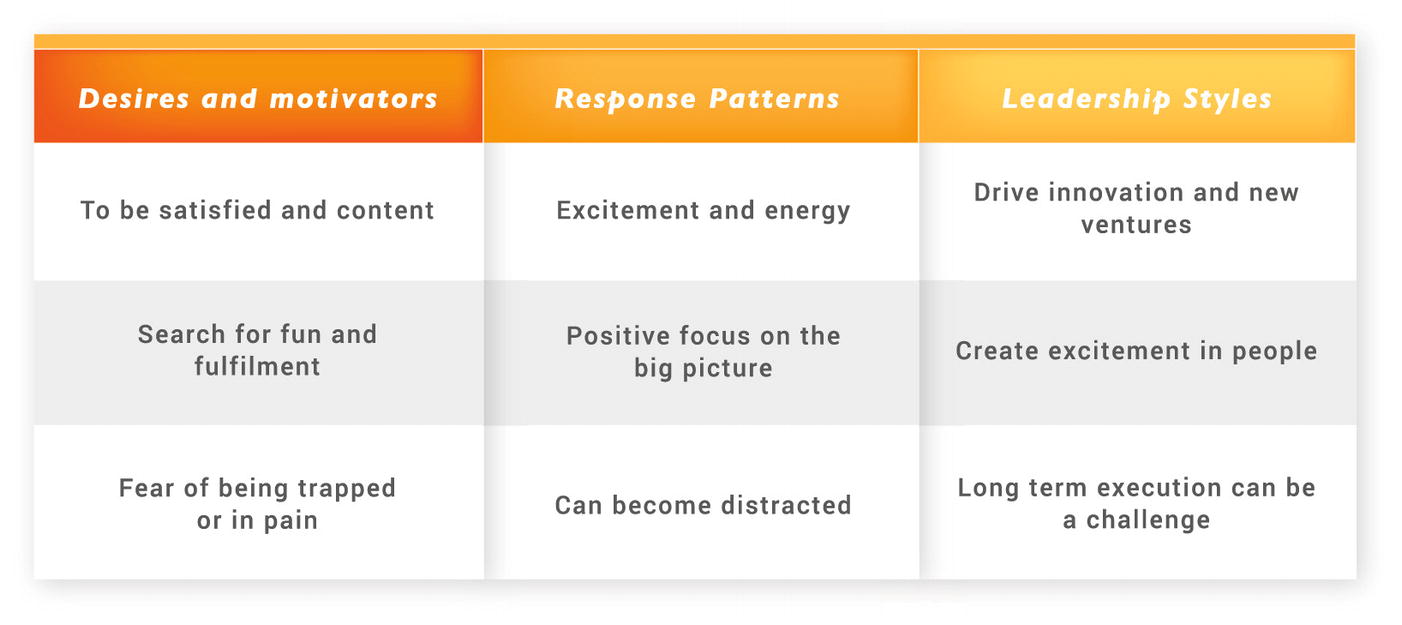 Desires and motivators
Response Patterns
Leadership Styles
To be satisfied and content
Excitement and energy
Drive innovation and new
ventures
Search for fun and
fulfilment
Positive focus on the
big picture
Create excitement in people
Fear of being trapped
or in pain
Can become distracted
Long term execution can be
a challenge